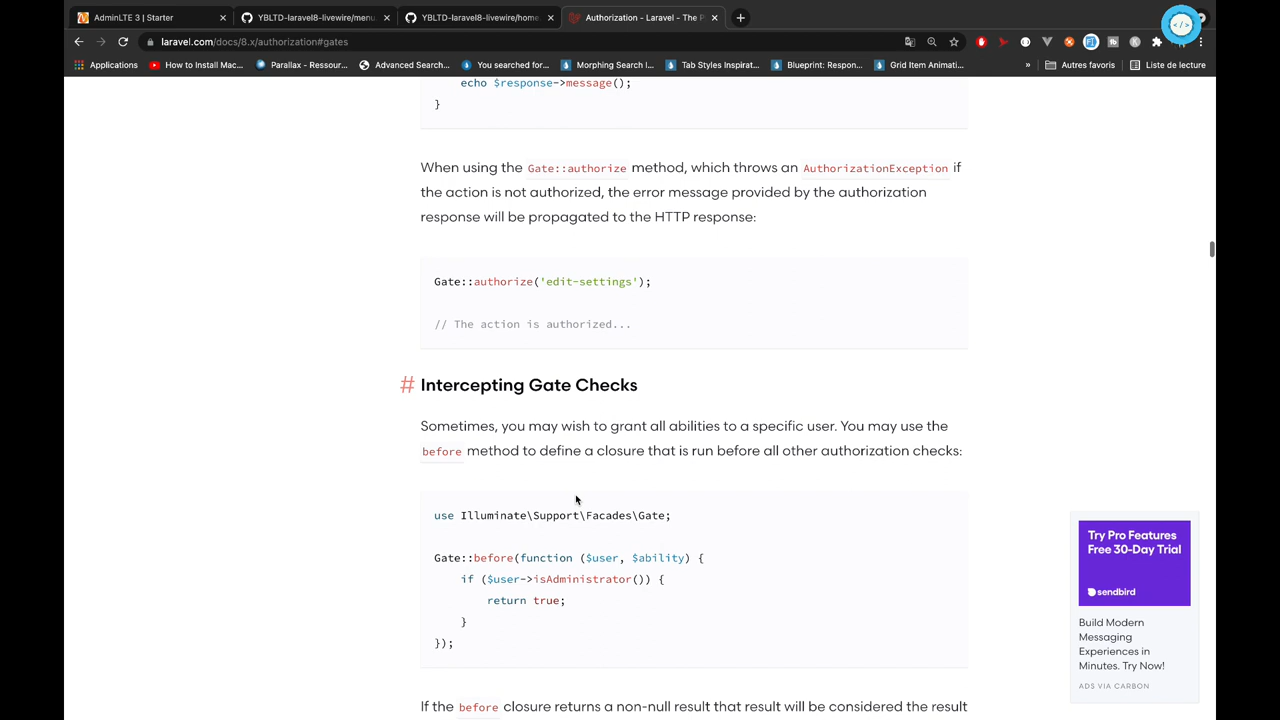 AdminLTE 3 | Starter
YBLTD-laravel8-livewire/menu.
YBLTD-laravel8-livewire/home
Authorization - Laravel - The P
laravel.com/docs/8.x/authorization#gates
Applications
How to Install Mac...
Parallax - Ressour...
Advanced Search...
You searched for...
Morphing Search I...
Tab Styles Inspirat...
Blueprint: Respon...
Grid Item Animati...
»
Autres favoris
Liste de lecture
echo $response->message();
}
When using the Gate::authorize method, which throws an AuthorizationException if
the action is not authorized, the error message provided by the authorization
response will be propagated to the HTTP response:
Gate::authorize('edit-settings');
// The action is authorized...
# Intercepting Gate Checks
Sometimes, you may wish to grant all abilities to a specific user. You may use the
before method to define a closure that is run before all other authorization checks:
use Illuminate\Support\Facades\Gate;
Gate::before(function ($user, $ability) {
if ($user->isAdministrator()) {
return true;
}
});
If the before closure returns a non-null result that result will be considered the result
Try Pro Features
Free 30-Day Trial
sendbird
Build Modern
Messaging
Experiences in
Minutes. Try Now!
ADS VIA CARBON